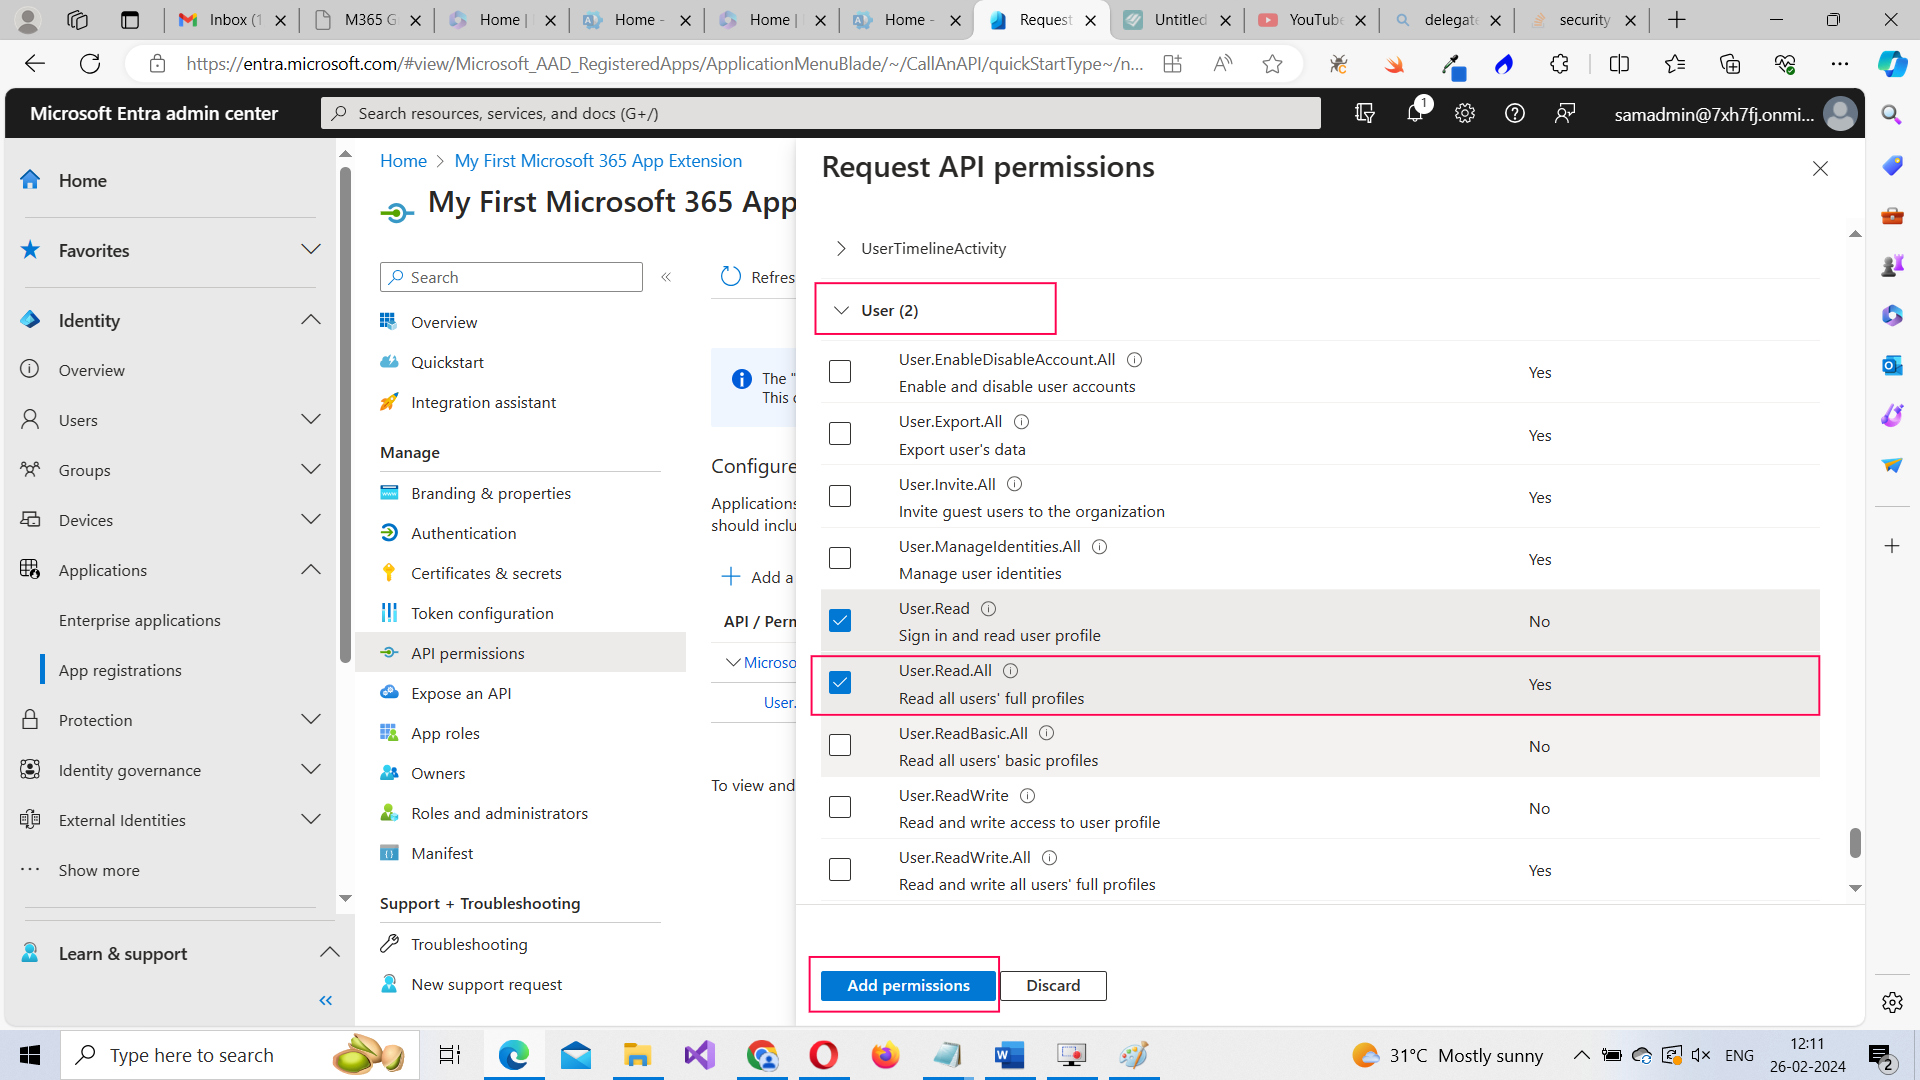 Inbox (1
M365 G
Home |
Home -
Home |
Home -
Request
Untitled
YouTube
delegate
security
https://entra.microsoft.com/#view/Microsoft_AAD_RegisteredApps/ApplicationMenuBlade/~/CallAnAPI/quickStartType~/n...
Microsoft Entra admin center
Search resources, services, and docs (G+/)
1
samadmin@7xh7fj.onmi...
Home
Favorites
Identity
Overview
Users
Groups
Devices
Applications
Enterprise applications
App registrations
Protection
Identity governance
External Identities
Show more
Learn & support
Home > My First Microsoft 365 App Extension
My First Microsoft 365 App
Search
Overview
Quickstart
Integration assistant
Manage
Branding & properties
Authentication
Certificates & secrets
Token configuration
API permissions
Expose an API
App roles
Owners
Roles and administrators
Manifest
Support + Troubleshooting
Troubleshooting
New support request
Refres
The "
This c
Configure
Applications
should inclu
Add a
API / Perm
Microso
User.
To view and
Request API permissions
UserTimelineActivity
User (2)
User.EnableDisableAccount.All
Enable and disable user accounts
Yes
User.Export.All
Export user's data
Yes
User.Invite.All
Invite guest users to the organization
Yes
User.ManageIdentities.All
Manage user identities
Yes
User.Read
Sign in and read user profile
No
User.Read.All
Read all users' full profiles
Yes
User.ReadBasic.All
Read all users' basic profiles
No
User.ReadWrite
Read and write access to user profile
No
User.ReadWrite.All
Read and write all users' full profiles
Yes
Add permissions
Discard
Type here to search
31°C Mostly sunny
ENG
12:11
26-02-2024
2